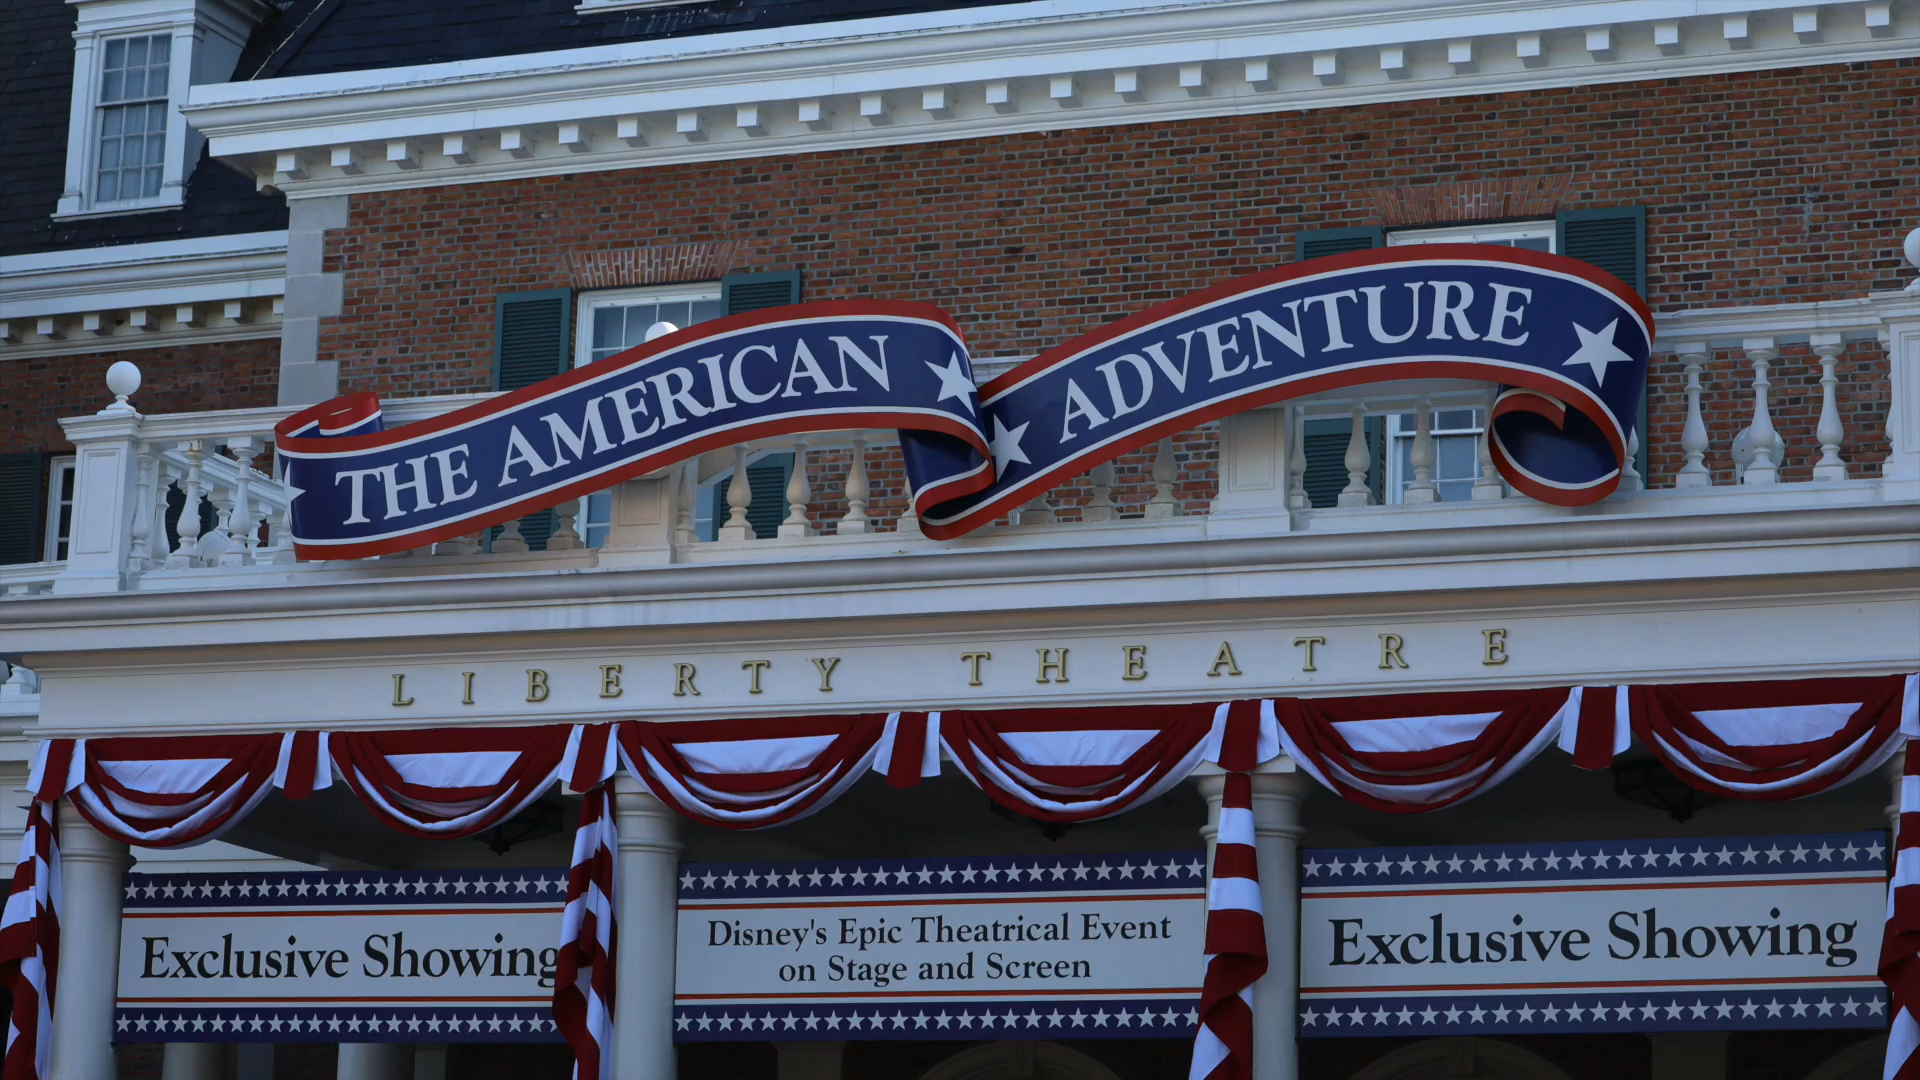 THE AMERICAN ADVENTURE
LIBERTY THEATRE
Exclusive Showing
Disney's Epic Theatrical Event
on Stage and Screen
Exclusive Showing